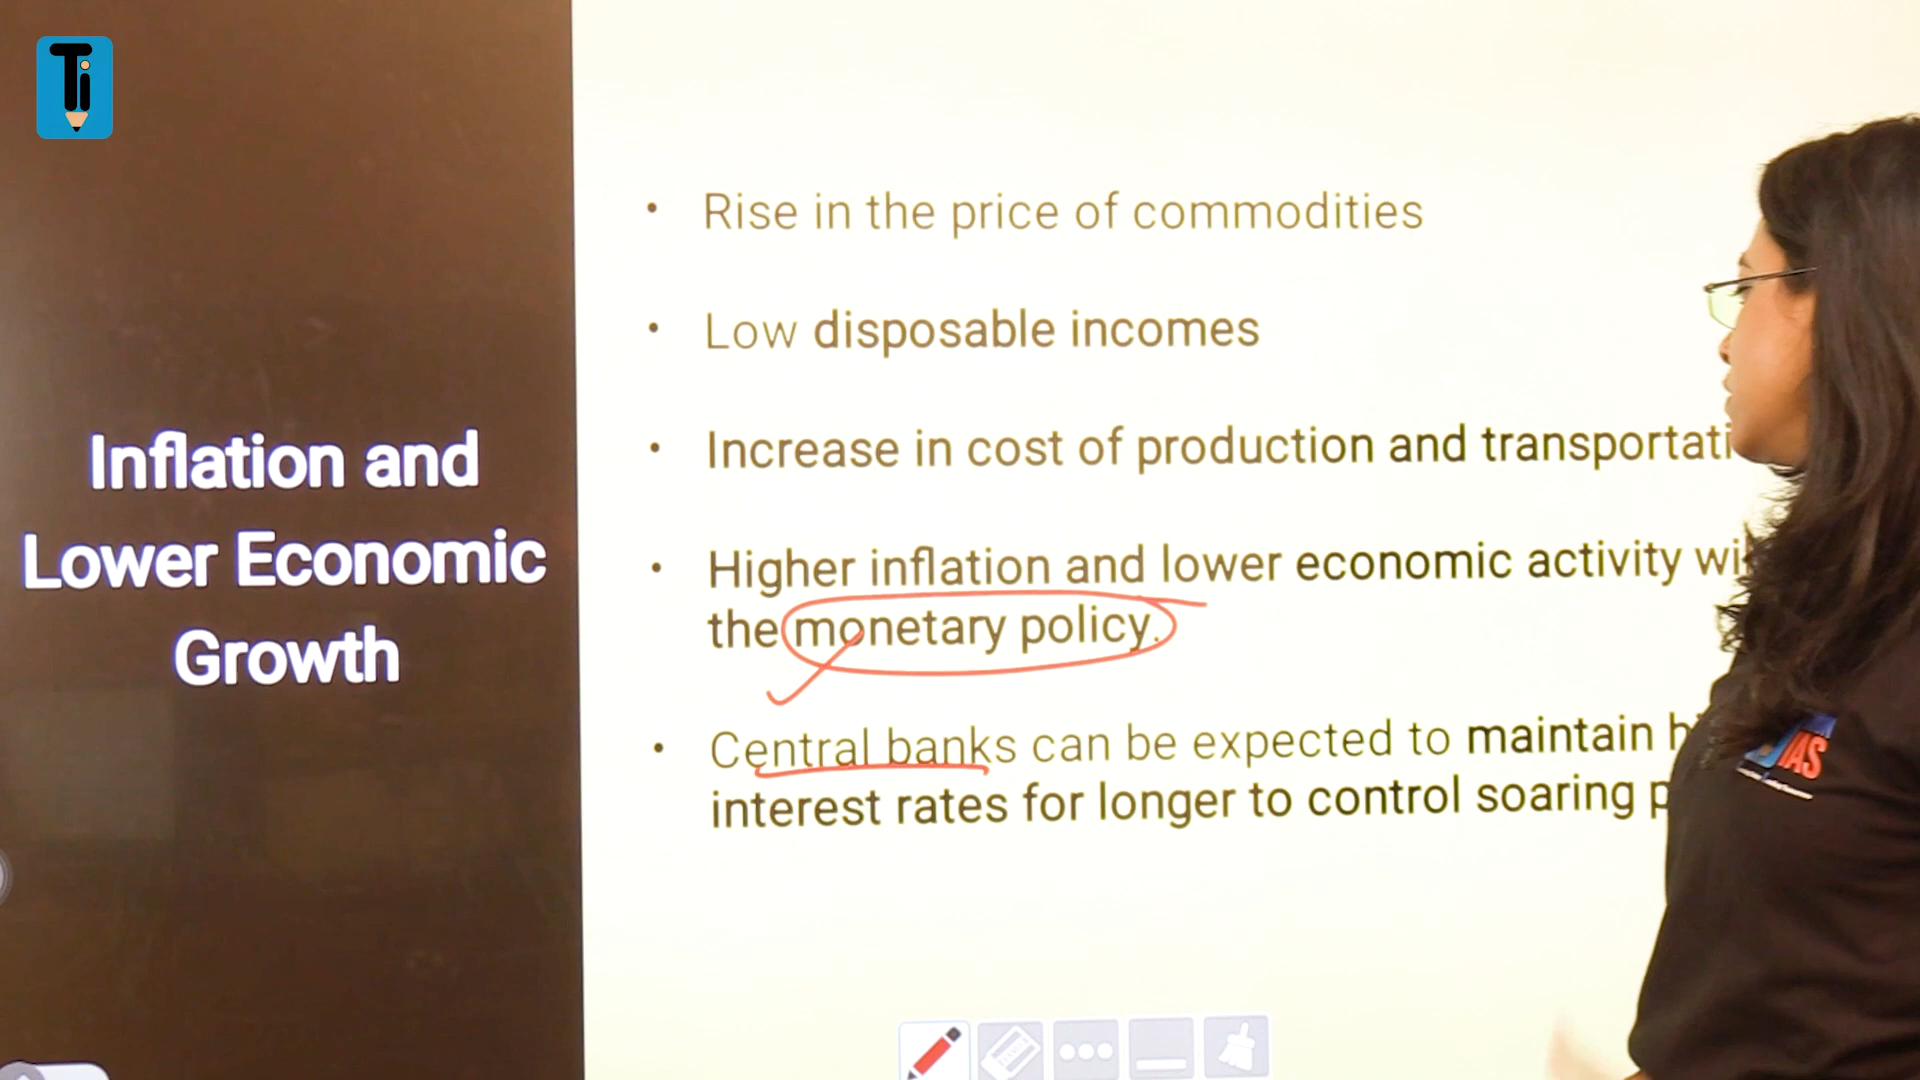 Ti
Inflation and
Lower Economic
Growth
• Rise in the price of commodities
• Low disposable incomes
• Increase in cost of production and
• Higher inflation and lower economic activity
the monetary policy.
• Central banks can be expected to maintain
interest rates for longer to control soaring
IAS